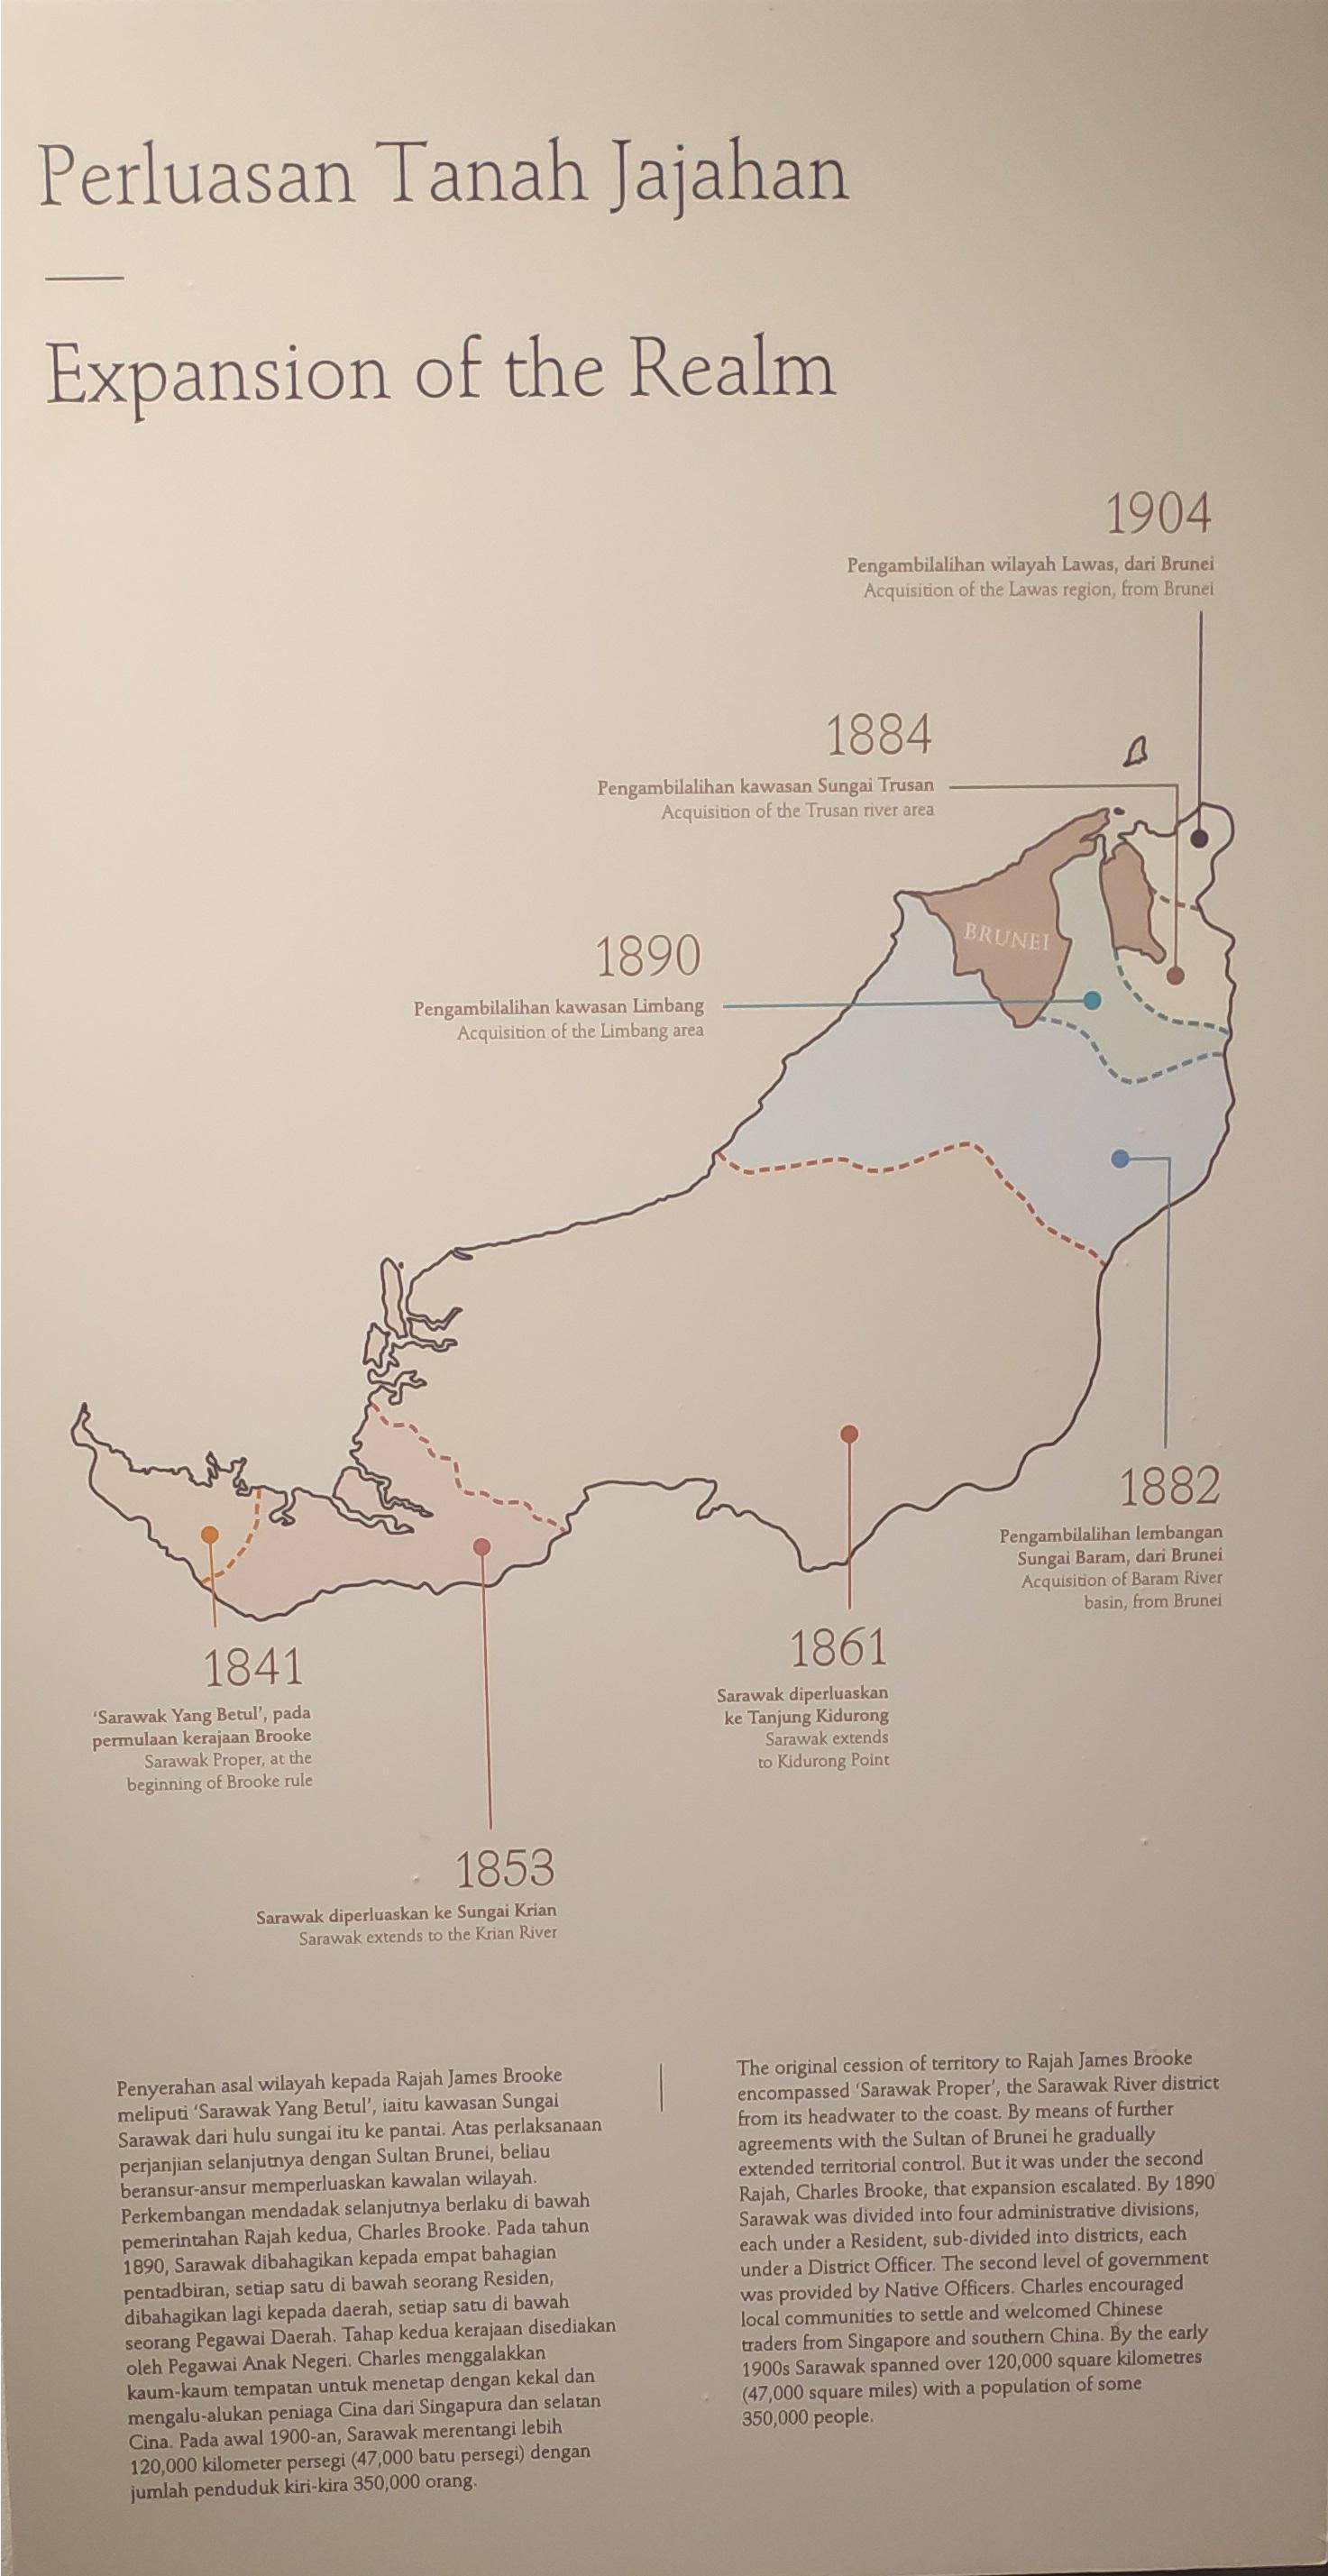 Perluasan Tanah Jajahan
Expansion of the Realm
1904
Pengambilalihan wilayah Lawas, dari Brunei
Acquisition of the Lawas region, from Brunei
1884
Pengambilalihan kawasan Sungai Trusan
Acquisition of the Trusan river area
BRUNEI
1890
Pengambilalihan kawasan Limbang
Acquisition of the Limbang area
1882
Pengambilalihan lembangan
Sungai Baram, dari Brunei
Acquisition of Baram River
basin, from Brunei
1841
'Sarawak Yang Betul', pada
permulaan kerajaan Brooke
Sarawak Proper, at the
beginning of Brooke rule
1861
Sarawak diperluaskan
ke Tanjung Kidurong
Sarawak extends
to Kidurong Point
1853
Sarawak diperluaskan ke Sungai Krian
Sarawak extends to the Krian River
Penyerahan asal wilayah kepada Rajah James Brooke
meliputi 'Sarawak Yang Betul', iaitu kawasan Sungai
Sarawak dari hulu sungai itu ke pantai. Atas perlaksanaan
perjanjian selanjutnya dengan Sultan Brunei, beliau
beransur-ansur memperluaskan kawalan wilayah.
Perkembangan mendadak selanjutnya berlaku di bawah
pemerintahan Rajah kedua, Charles Brooke. Pada tahun
1890, Sarawak dibahagikan kepada empat bahagian
pentadbiran, setiap satu di bawah seorang Residen,
dibahagikan lagi kepada daerah, setiap satu di bawah
seorang Pegawai Daerah. Tahap kedua kerajaan disediakan
oleh Pegawai Anak Negeri. Charles menggalakkan
kaum-kaum tempatan untuk menetap dengan kekal dan
mengalu-alukan peniaga Cina dari Singapura dan selatan
Cina. Pada awal 1900-an, Sarawak merentangi lebih
120,000 kilometer persegi (47,000 batu persegi) dengan
jumlah penduduk kiri-kira 350,000 orang.
The original cession of territory to Rajah James Brooke
encompassed 'Sarawak Proper', the Sarawak River district
from its headwater to the coast. By means of further
agreements with the Sultan of Brunei he gradually
extended territorial control. But it was under the second
Rajah, Charles Brooke, that expansion escalated. By 1890
Sarawak was divided into four administrative divisions,
each under a Resident, sub-divided into districts, each
under a District Officer. The second level of government
was provided by Native Officers. Charles encouraged
local communities to settle and welcomed Chinese
traders from Singapore and southern China. By the early
1900s Sarawak spanned over 120,000 square kilometres
(47,000 square miles) with a population of some
350,000 people.